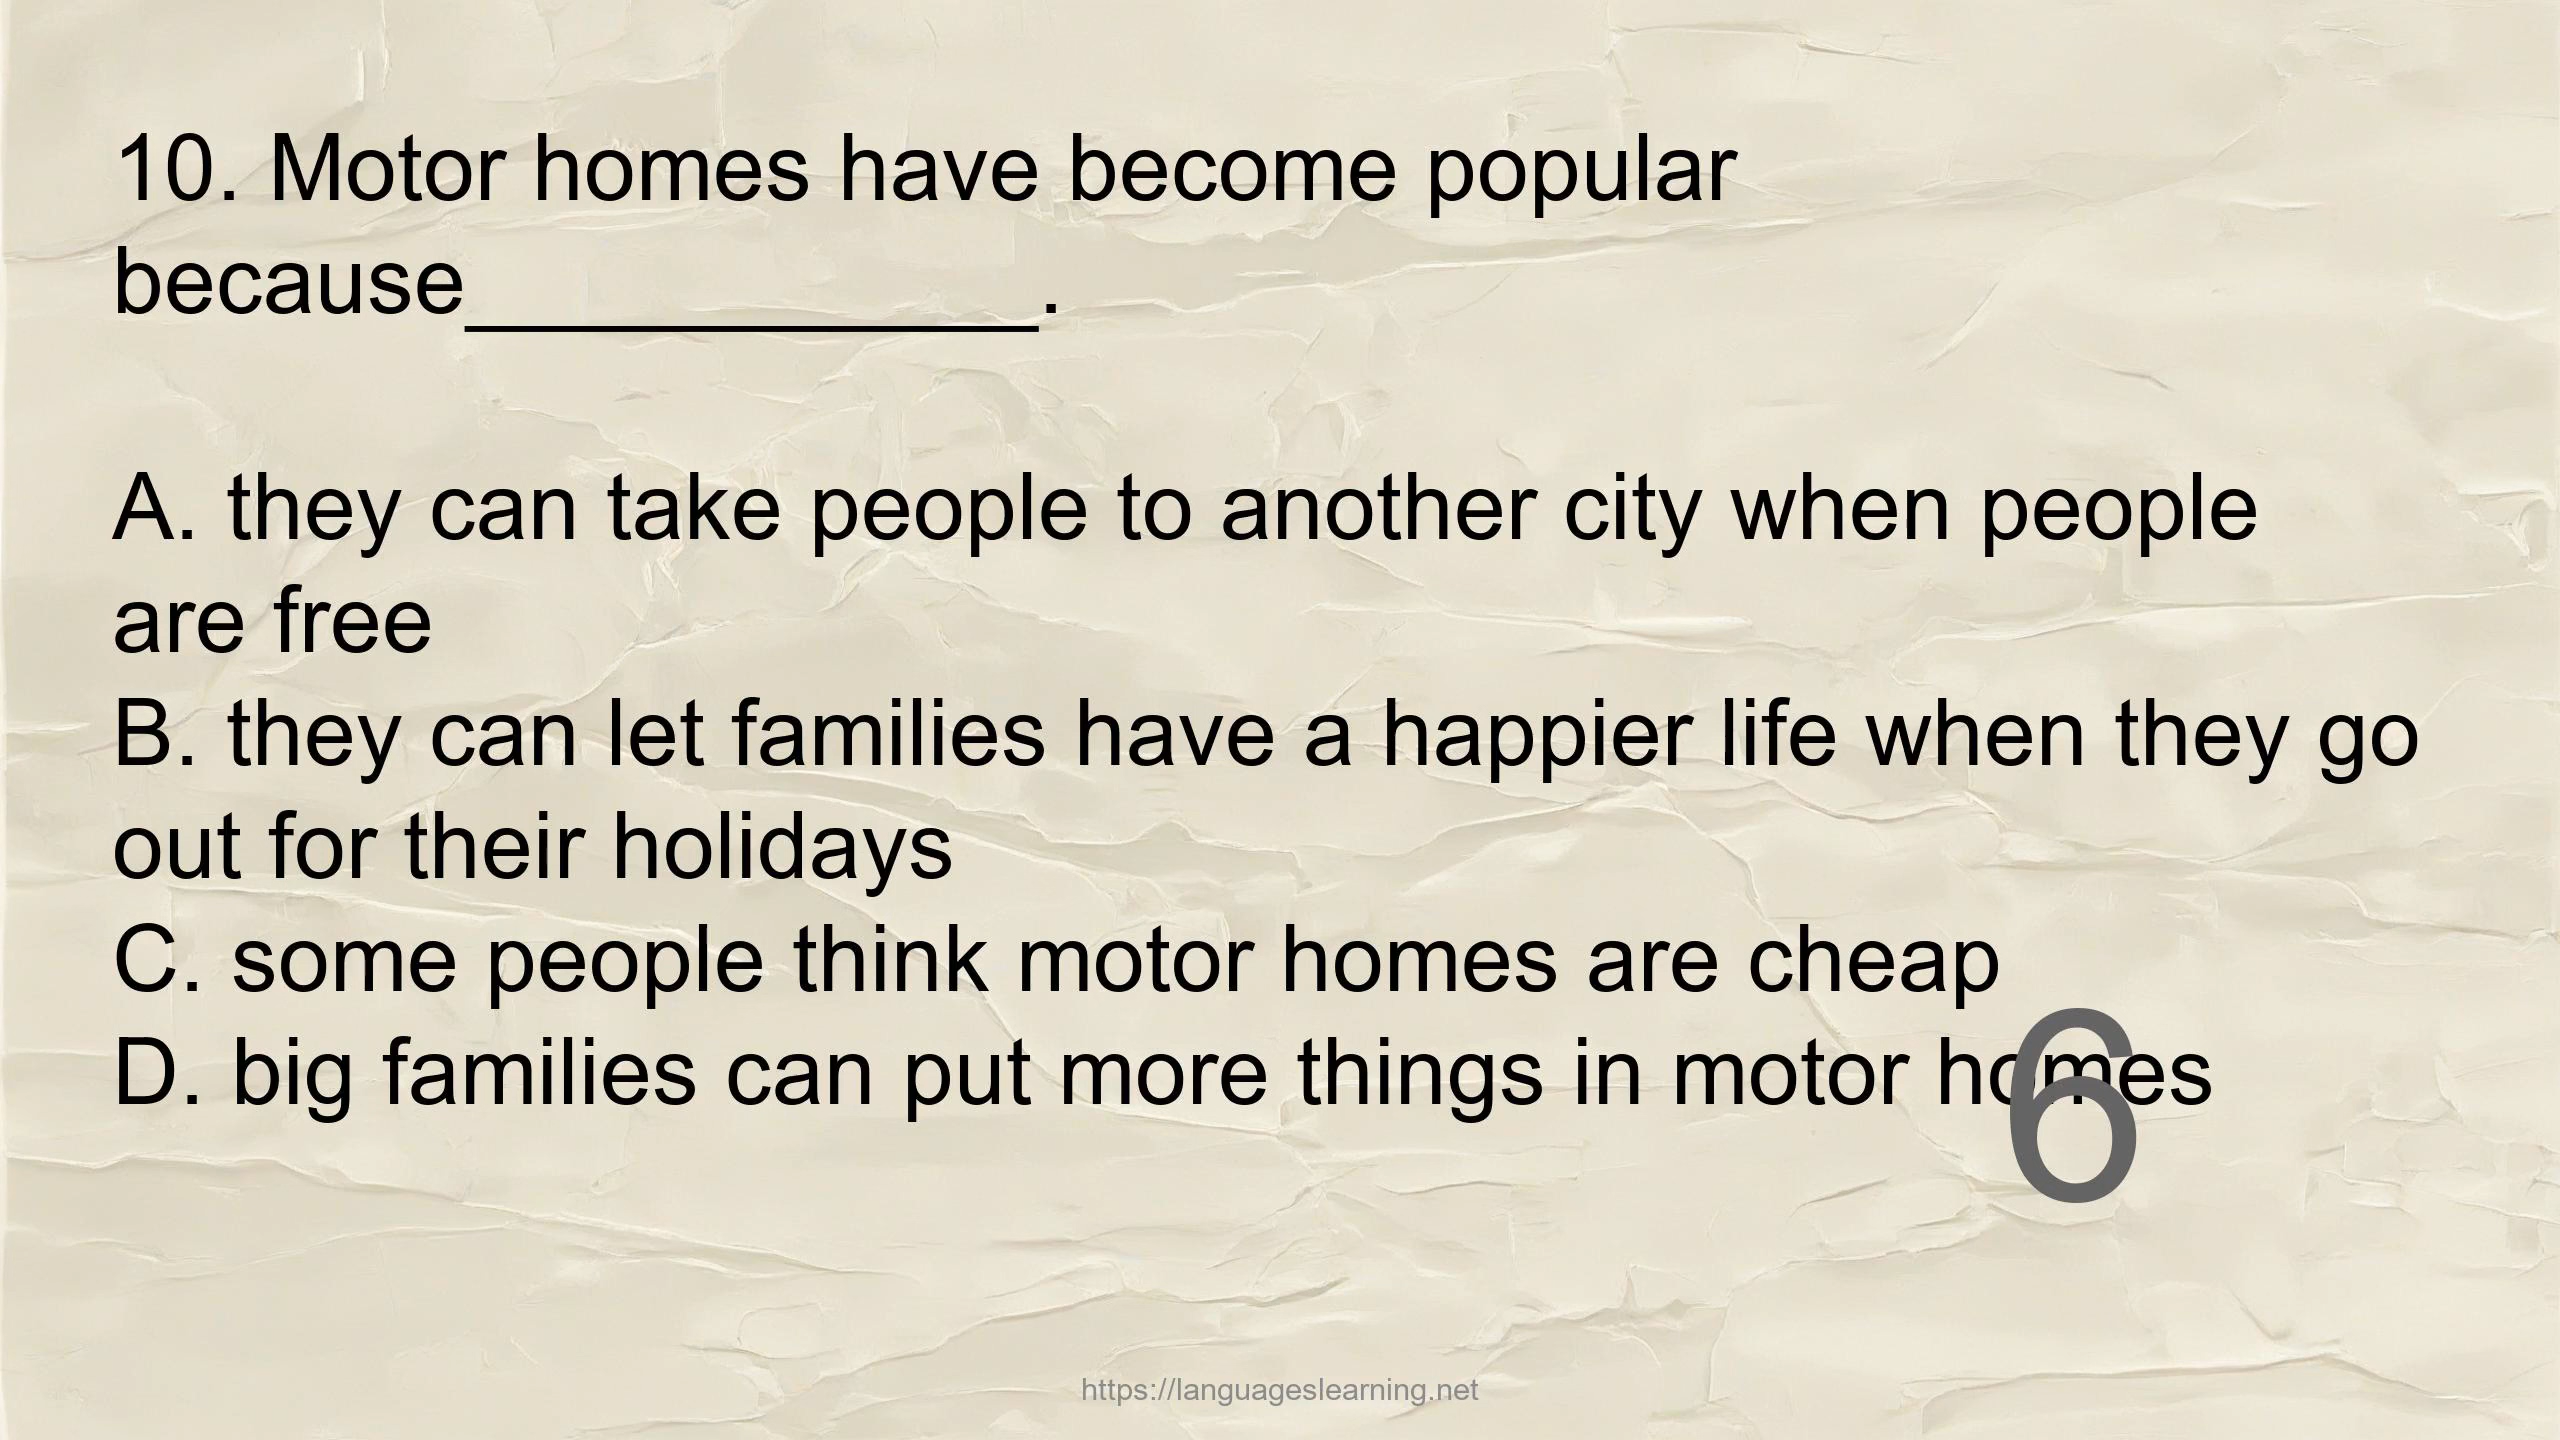 10. Motor homes have become popular
because____________.
A. they can take people to another city when people
are free
B. they can let families have a happier life when they go
out for their holidays
C. some people think motor homes are cheap
D. big families can put more things in motor homes
6
https://languageslearning.net